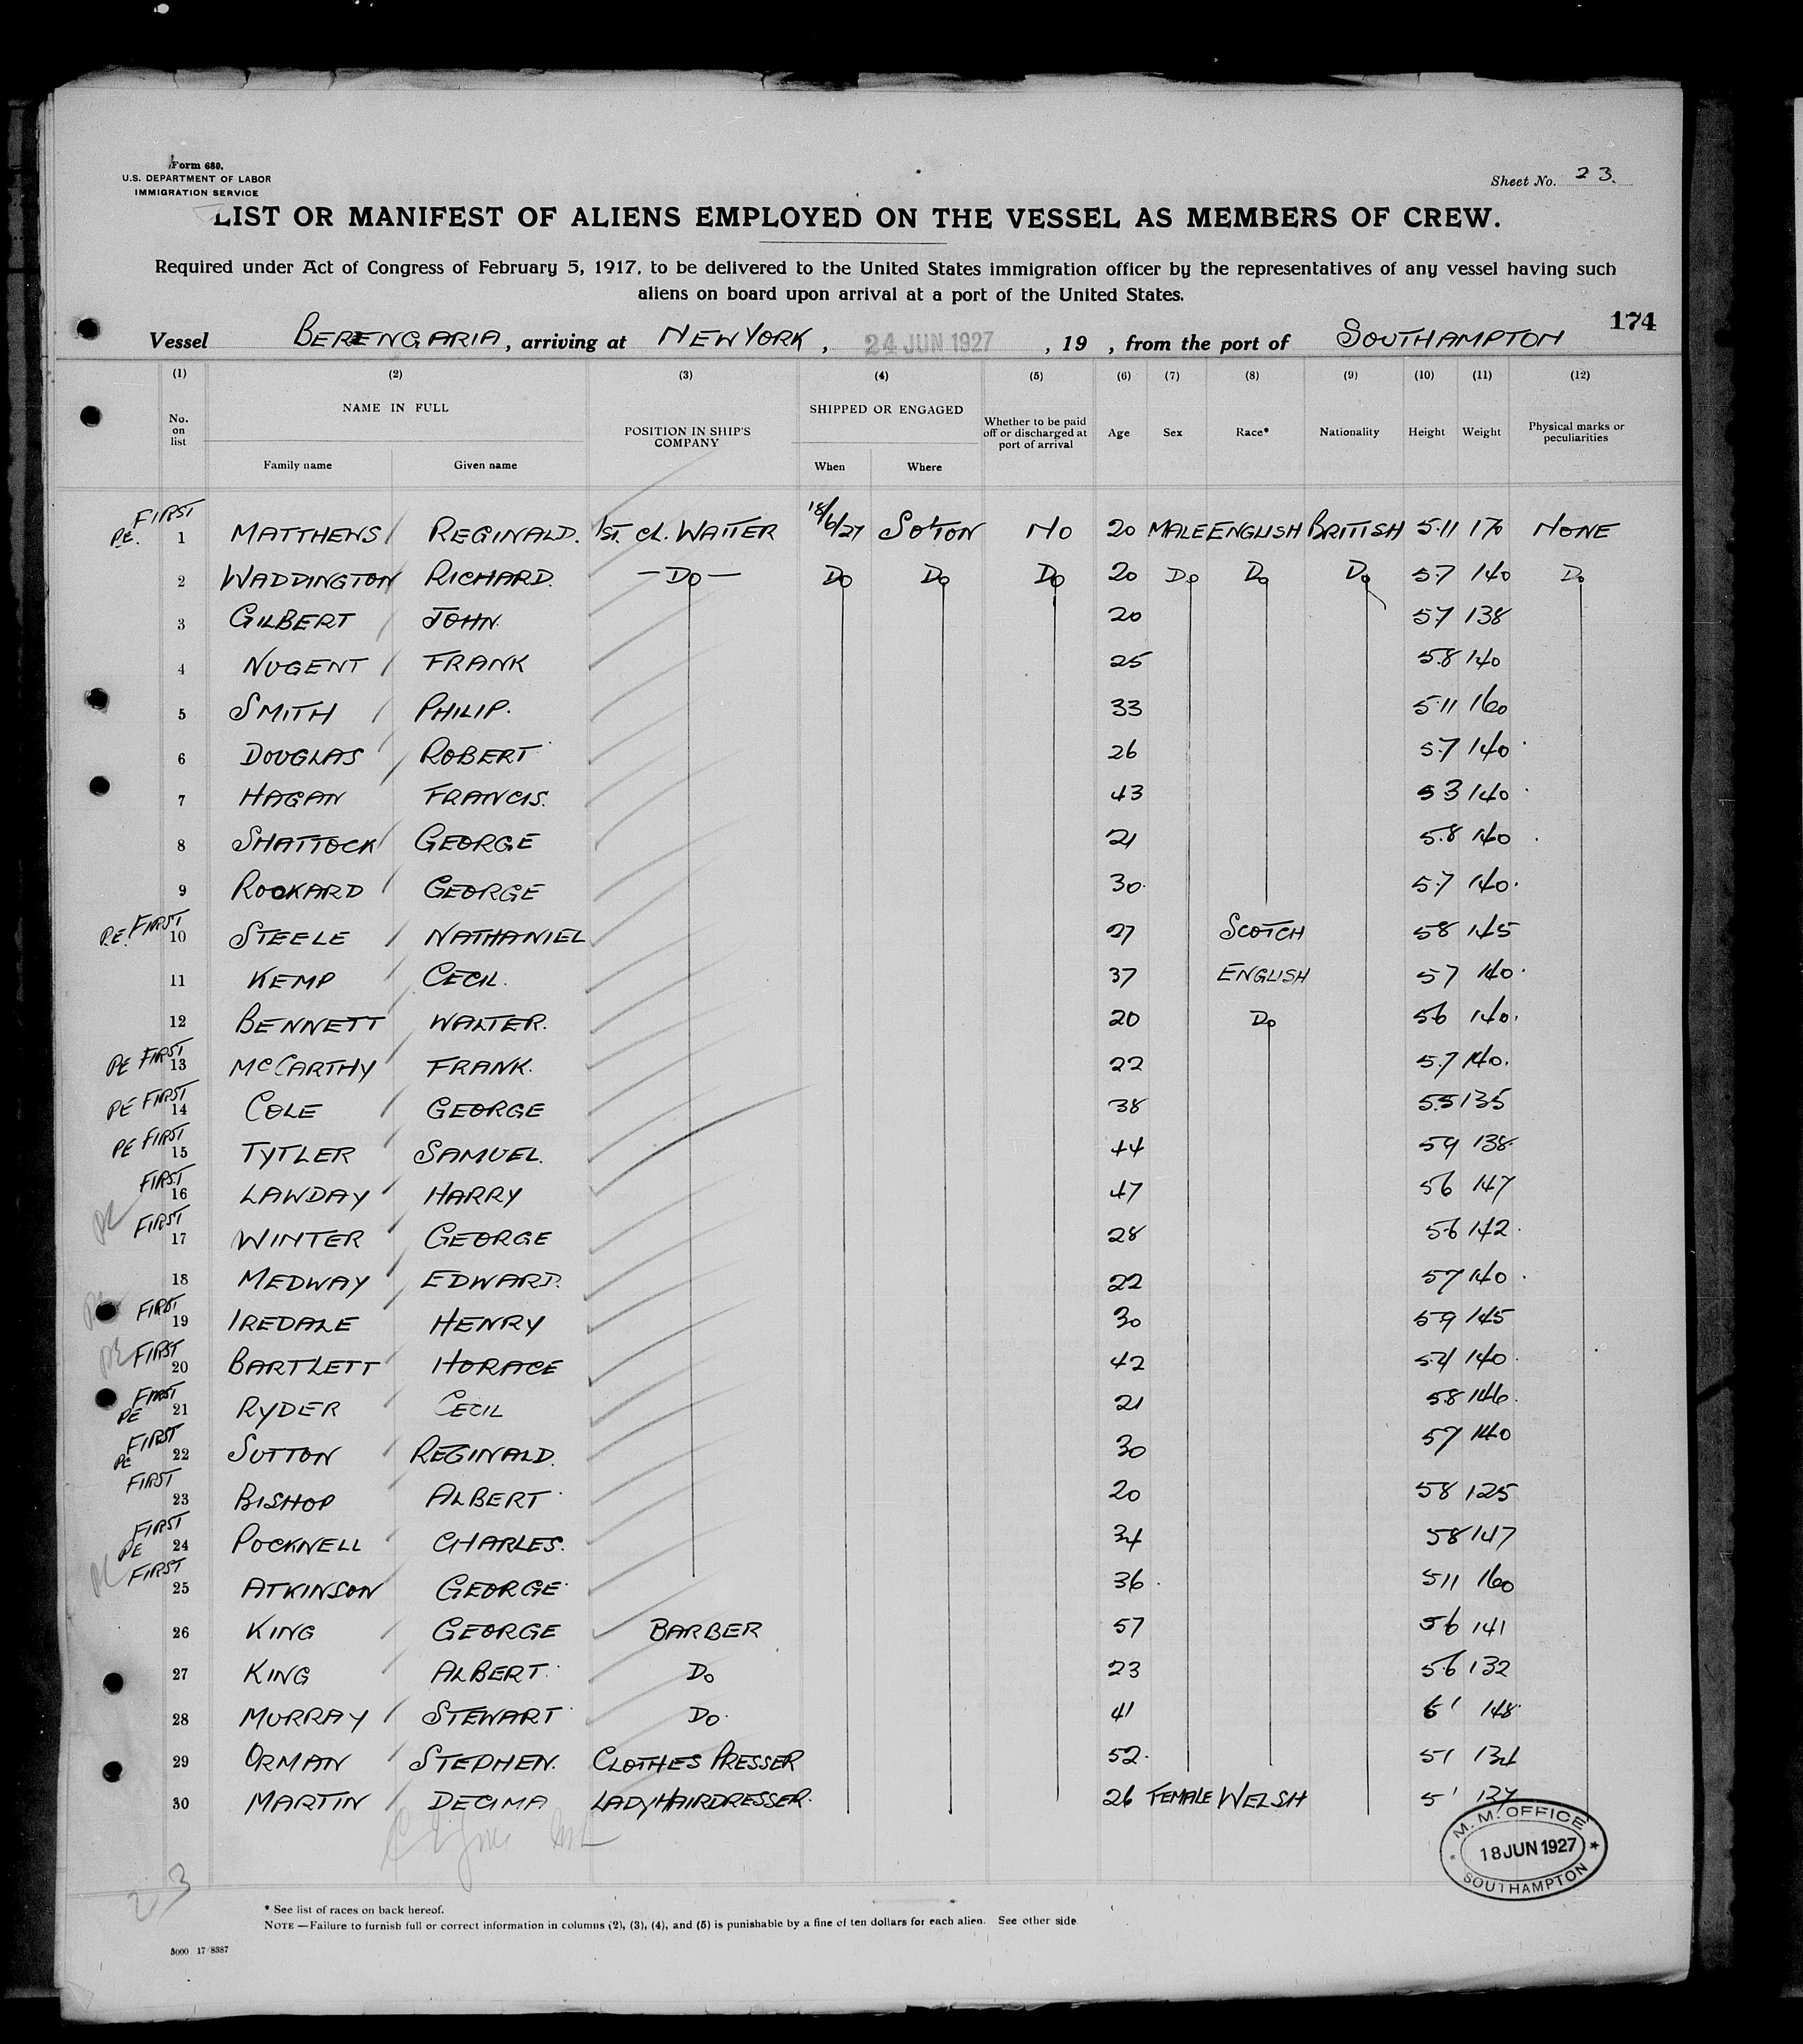 Form 680.
U.S. DEPARTMENT OF LABOR
IMMIGRATION SERVICE
Sheet No. 23.
LIST OR MANIFEST OF ALIENS EMPLOYED ON THE VESSEL AS MEMBERS OF CREW.
Required under Act of Congress of February 5, 1917, to be delivered to the United States immigration officer by the representatives of any vessel having such
aliens on board upon arrival at a port of the United States.
174
Vessel BERENGARIA, arriving at NEW YORK, 24 JUN 1927, 19 , from the port of SOUTHAMPTON
(1) (2) (3) (4) (5) (6) (7) (8) (9) (10) (11) (12)
No. on list NAME IN FULL Family name Given name POSITION IN SHIP'S COMPANY SHIPPED OR ENGAGED When Where Whether to be paid off or discharged at port of arrival Age Sex Race* Nationality Height Weight Physical marks or peculiarities
PE. FIRST 1 MATTHEWS REGINALD. 1ST. CL. WAITER 18/6/27 SO'TON NO 20 MALE ENGLISH BRITISH 5·11 170 NONE
2 WADDINGTON RICHARD. — DO — DO DO DO 20 DO DO DO 5·7 140 DO
3 GILBERT JOHN. 20 5·7 138
4 NUGENT FRANK 25 5·8 140
5 SMITH PHILIP. 33 5·11 160
6 DOUGLAS ROBERT 26 5·7 140
7 HAGAN FRANCIS. 43 5 3 140
8 SHATTOCK GEORGE 21 5·8 140
9 ROCKARD GEORGE 30 5·7 140.
P.E. FIRST 10 STEELE NATHANIEL 27 SCOTCH 5 8 145
11 KEMP CECIL. 37 ENGLISH 5 7 140.
12 BENNETT WALTER. 20 DO 5 6 140.
PE FIRST 13 McCARTHY FRANK. 22 5·7 140.
PE FIRST 14 COLE GEORGE 38 5.5 135
PE FIRST 15 TYTLER SAMUEL. 44 5 9 138
FIRST 16 LAWDAY HARRY 47 5 6 147
PE FIRST 17 WINTER GEORGE 28 5·6 142.
18 MEDWAY EDWARD. 22 5 7 140.
PE FIRST 19 IREDALE HENRY 30 5 9 145
PE FIRST 20 BARTLETT HORACE 42 5·4 140.
FIRST PE 21 RYDER CECIL 21 5·8 146.
FIRST PE 22 SUTTON REGINALD. 30 5 7 140
FIRST 23 BISHOP ALBERT 20 5 8 125
FIRST PE 24 POCKNELL CHARLES. 34 5 8 147
PE FIRST 25 ATKINSON GEORGE 36 5 11 160
26 KING GEORGE BARBER 57 5 6 141
27 KING ALBERT DO 23 5·6 132
28 MURRAY STEWART DO. 41 6' 148
29 ORMAN STEPHEN. CLOTHES PRESSER 52 5 1 134
30 MARTIN DECIMA LADY HAIRDRESSER. 26 FEMALE WELSH 5' 137
M. M. OFFICE
18 JUN 1927
SOUTHAMPTON
23
* See list of races on back hereof.
NOTE—Failure to furnish full or correct information in columns (2), (3), (4), and (5) is punishable by a fine of ten dollars for each alien. See other side
5000 17/8387